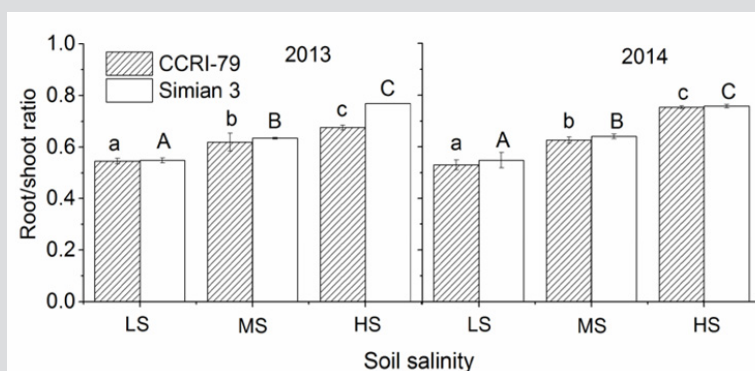 2013
2014
CCRI-79
Simian 3
Root/shoot ratio
1.0
0.8
0.6
0.4
0.2
0.0
a A b B c C a A b B c C
LS MS HS LS MS HS
Soil salinity